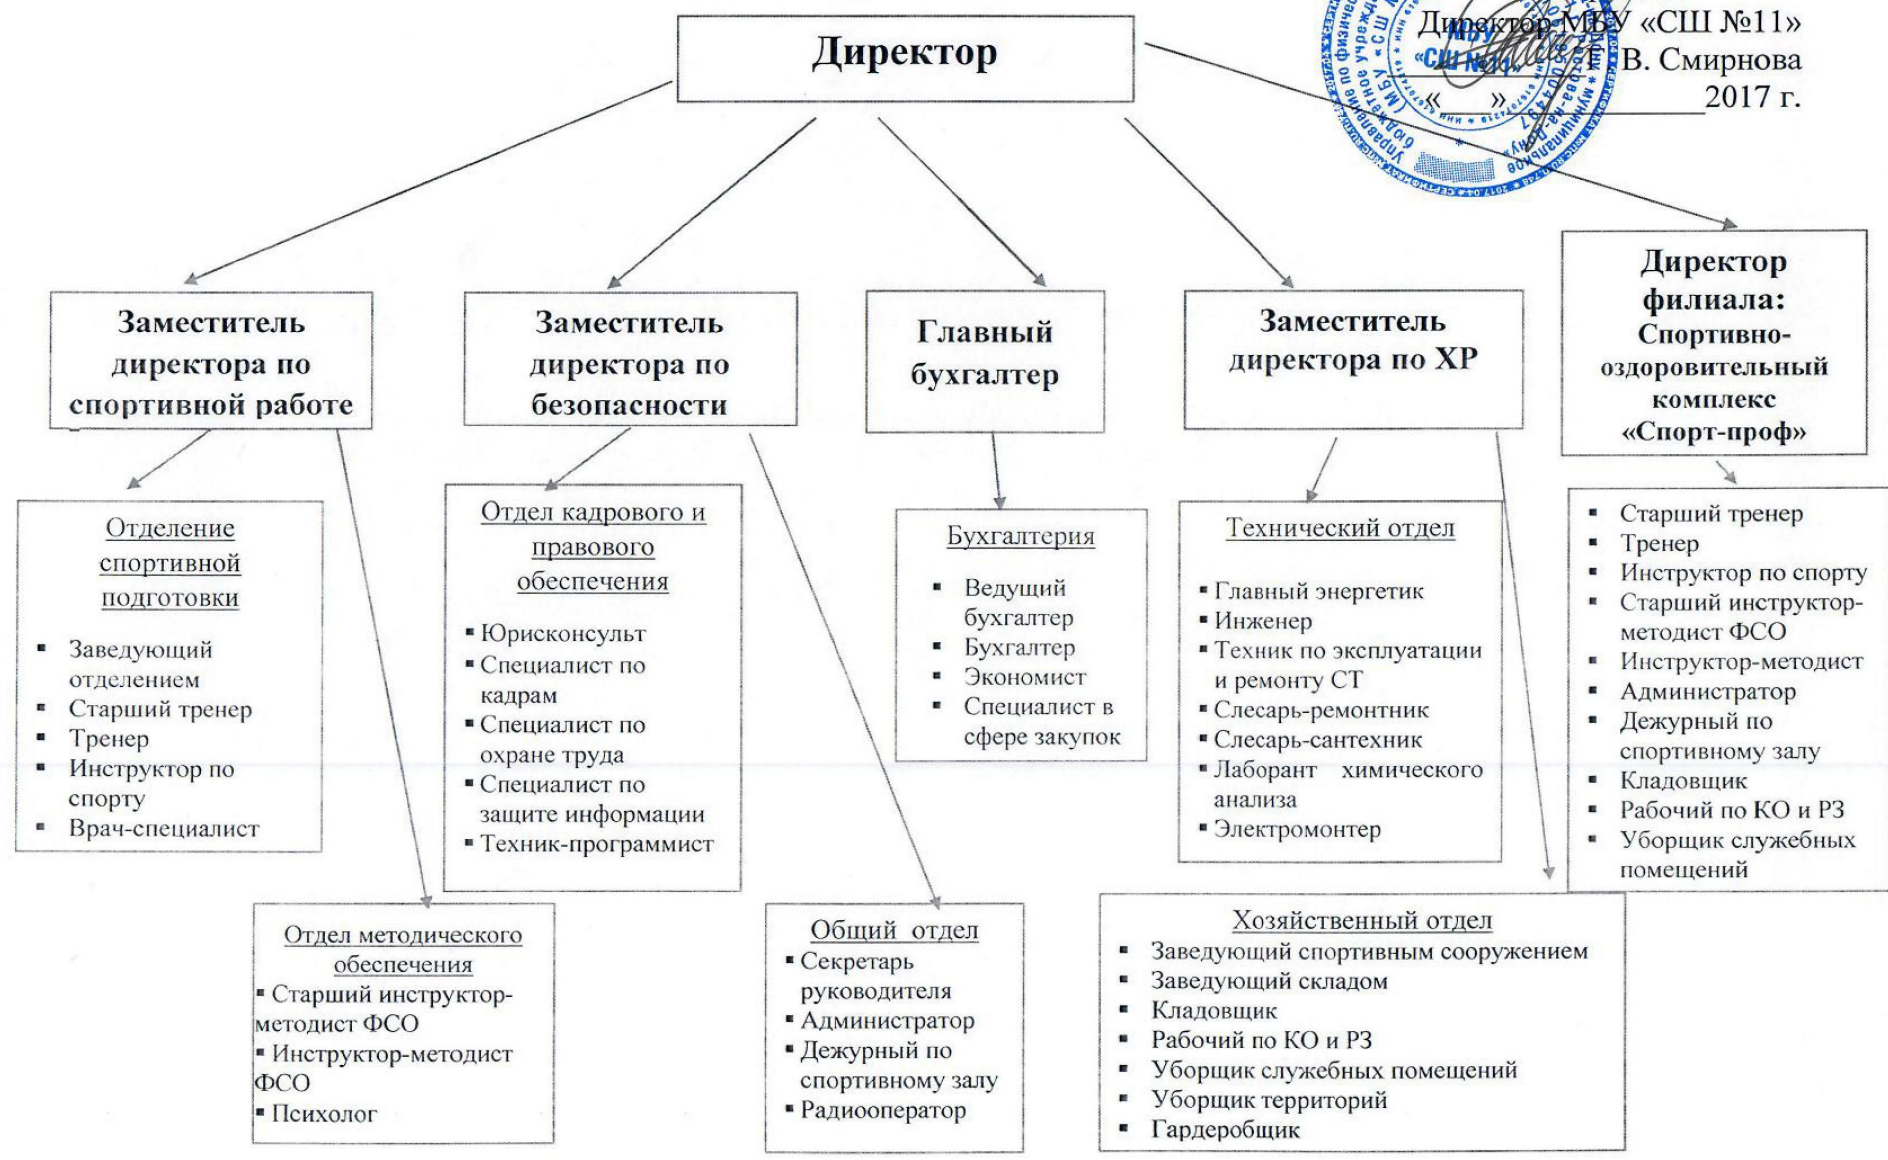 Директор
Директор МБУ «СШ №11»
В. Смирнова
«    »                2017 г.
МБУ
«СШ №11»
Заместитель
директора по
спортивной работе
Заместитель
директора по
безопасности
Главный
бухгалтер
Заместитель
директора по ХР
Директор
филиала:
Спортивно-
оздоровительный
комплекс
«Спорт-проф»
Отделение
спортивной
подготовки
▪ Заведующий
отделением
▪ Старший тренер
▪ Тренер
▪ Инструктор по
спорту
▪ Врач-специалист
Отдел кадрового и
правового
обеспечения
▪ Юрисконсульт
▪ Специалист по
кадрам
▪ Специалист по
охране труда
▪ Специалист по
защите информации
▪ Техник-программист
Бухгалтерия
▪ Ведущий
бухгалтер
▪ Бухгалтер
▪ Экономист
▪ Специалист в
сфере закупок
Технический отдел
▪ Главный энергетик
▪ Инженер
▪ Техник по эксплуатации
и ремонту СТ
▪ Слесарь-ремонтник
▪ Слесарь-сантехник
▪ Лаборант химического
анализа
▪ Электромонтер
▪ Старший тренер
▪ Тренер
▪ Инструктор по спорту
▪ Старший инструктор-
методист ФСО
▪ Инструктор-методист
▪ Администратор
▪ Дежурный по
спортивному залу
▪ Кладовщик
▪ Рабочий по КО и РЗ
▪ Уборщик служебных
помещений
Отдел методического
обеспечения
▪ Старший инструктор-
методист ФСО
▪ Инструктор-методист
ФСО
▪ Психолог
Общий отдел
▪ Секретарь
руководителя
▪ Администратор
▪ Дежурный по
спортивному залу
▪ Радиооператор
Хозяйственный отдел
▪ Заведующий спортивным сооружением
▪ Заведующий складом
▪ Кладовщик
▪ Рабочий по КО и РЗ
▪ Уборщик служебных помещений
▪ Уборщик территорий
▪ Гардеробщик